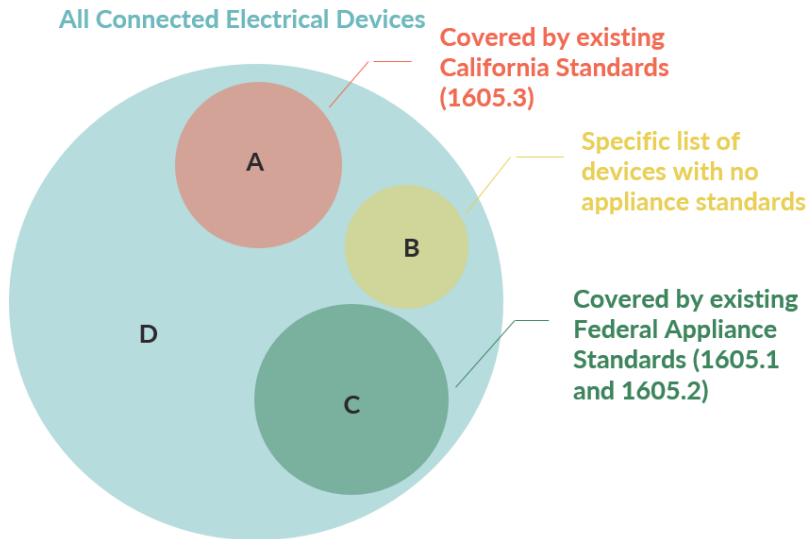 All Connected Electrical Devices
Covered by existing
California Standards
(1605.3)
A
Specific list of
devices with no
appliance standards
B
Covered by existing
Federal Appliance
Standards (1605.1
and 1605.2)
D
C